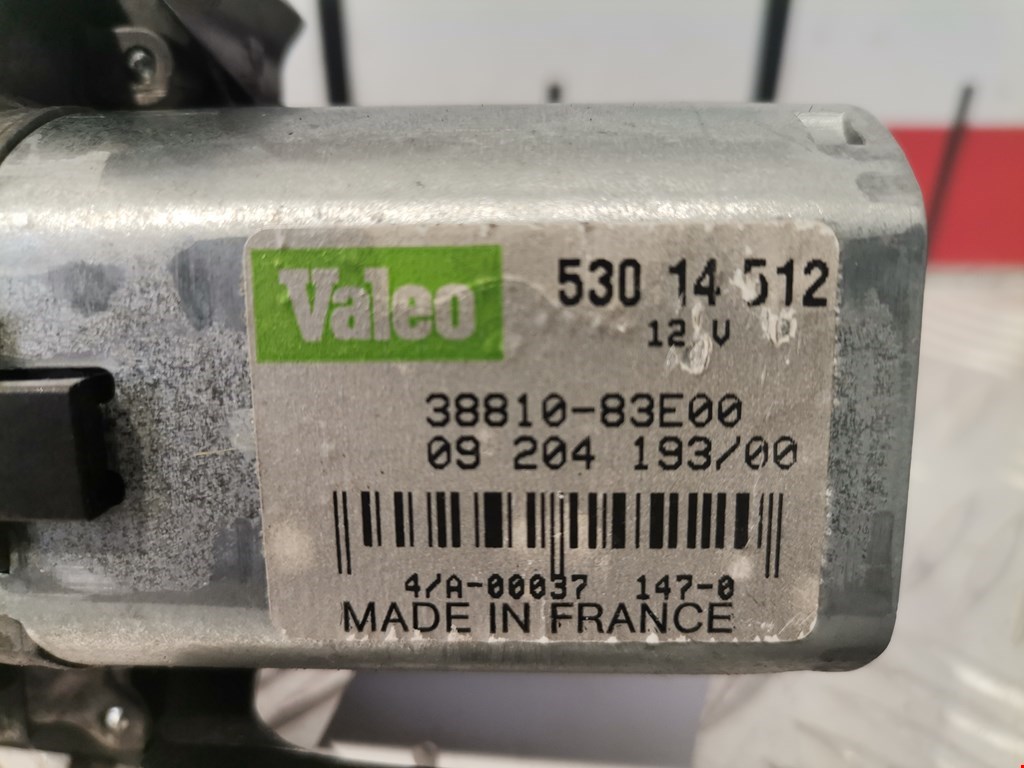 Valeo
530 14 512
12 V
38810-83E00
09 204 193/00
4/A-00037 147-0
MADE IN FRANCE